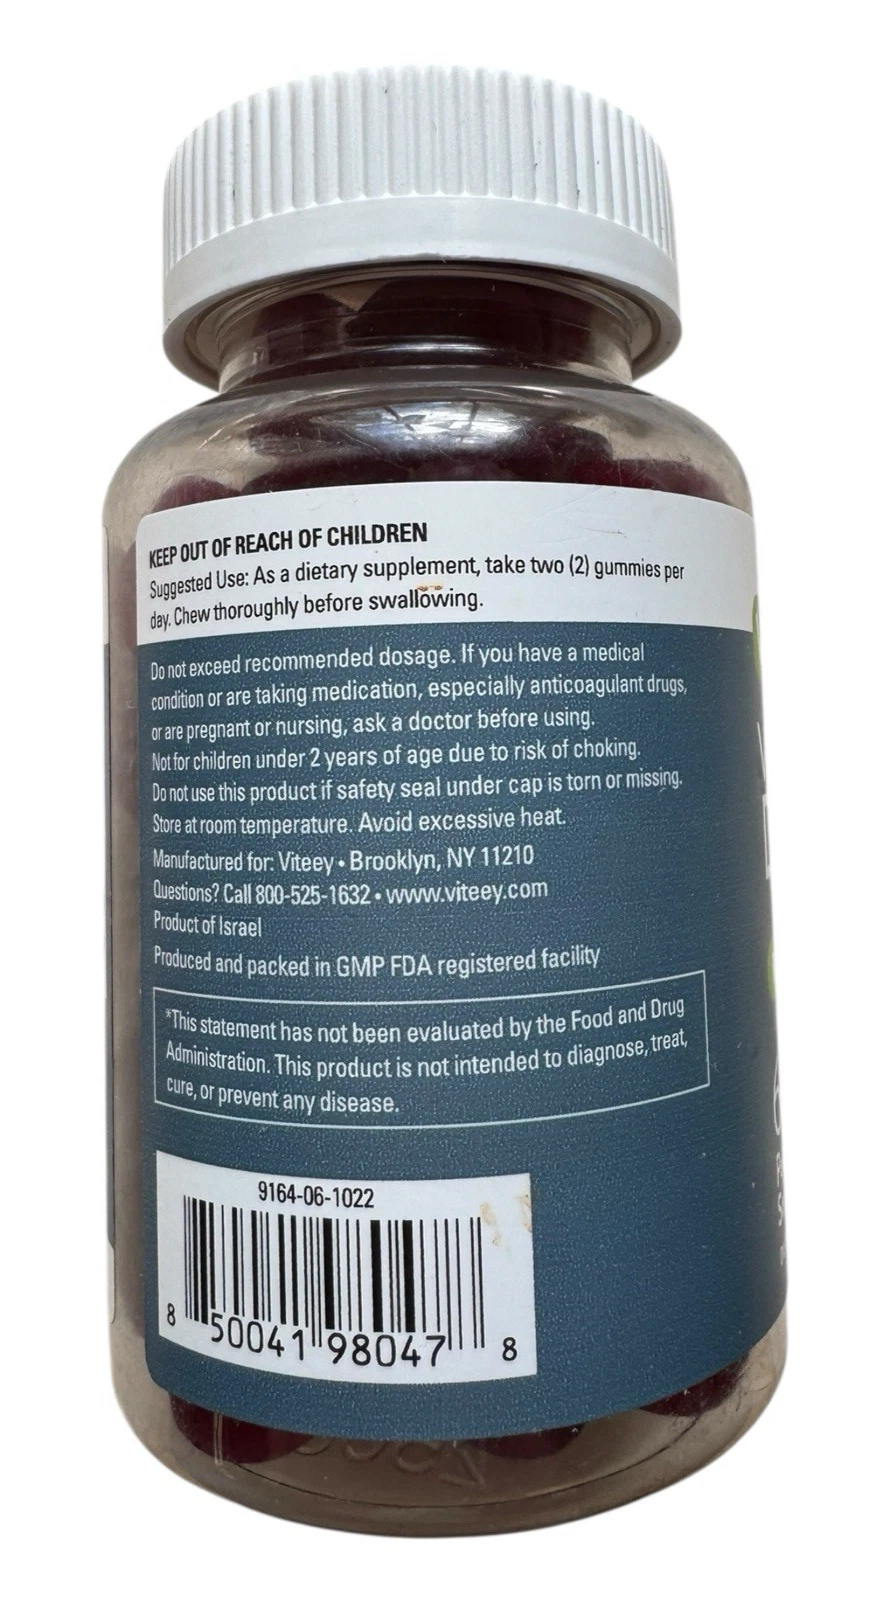 KEEP OUT OF REACH OF CHILDREN
Suggested Use: As a dietary supplement, take two (2) gummies per
day. Chew thoroughly before swallowing.
Do not exceed recommended dosage. If you have a medical
condition or are taking medication, especially anticoagulant drugs,
or are pregnant or nursing, ask a doctor before using.
Not for children under 2 years of age due to risk of choking.
Do not use this product if safety seal under cap is torn or missing.
Store at room temperature. Avoid excessive heat.
Manufactured for: Viteey • Brooklyn, NY 11210
Questions? Call 800-525-1632 • www.viteey.com
Product of Israel
Produced and packed in GMP FDA registered facility
*This statement has not been evaluated by the Food and Drug
Administration. This product is not intended to diagnose, treat,
cure, or prevent any disease.
9164-06-1022
8 50041 98047 8